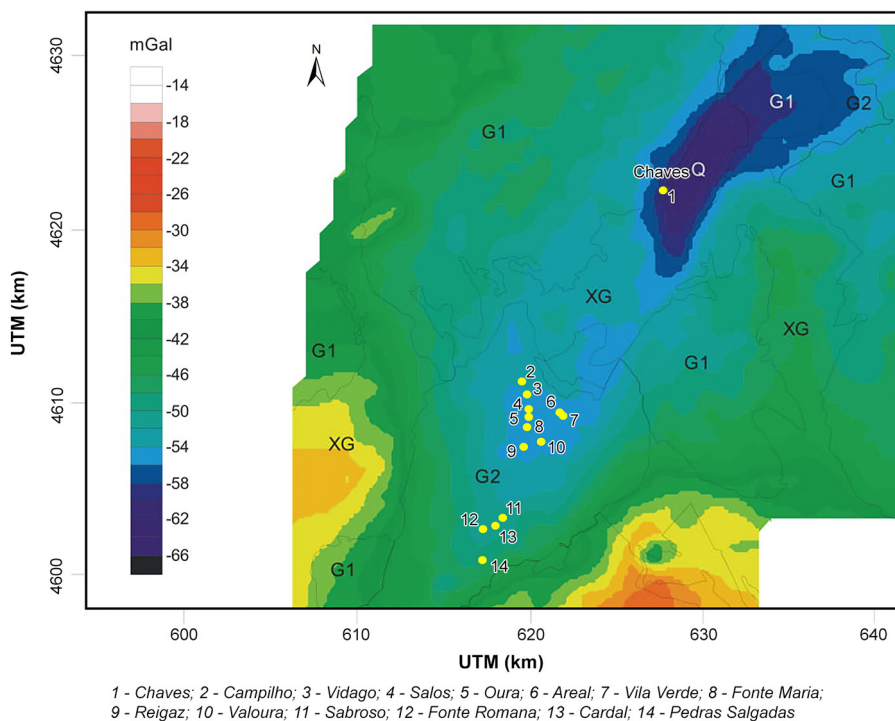 mGal
-14
-18
-22
-26
-30
-34
-38
-42
-46
-50
-54
-58
-62
-66
N
4630
4620
4610
4600
UTM (km)
600
610
620
630
640
UTM (km)
G1
G1
G2
Chaves
Q
1
G1
XG
XG
G1
G1
2
3
4
6
5
8
7
XG
9
10
G2
11
12
13
14
G1
1 - Chaves; 2 - Campilho; 3 - Vidago; 4 - Salos; 5 - Oura; 6 - Areal; 7 - Vila Verde; 8 - Fonte Maria;
9 - Reigaz; 10 - Valoura; 11 - Sabroso; 12 - Fonte Romana; 13 - Cardal; 14 - Pedras Salgadas